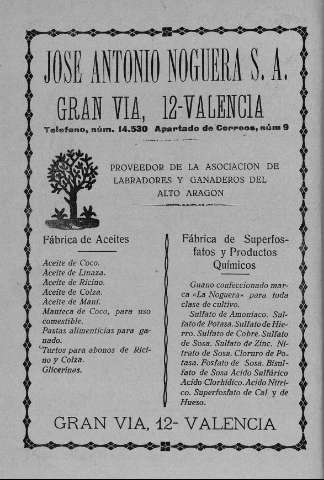 JOSE ANTONIO NOGUERA S. A.
GRAN VIA, 12-VALENCIA
Telefono, núm. 14.530 Apartado de Correos, núm 9
PROVEEDOR DE LA ASOCIACION DE
LABRADORES Y GANADEROS DEL
ALTO ARAGON
Fábrica de Aceites
Aceite de Coco.
Aceite de Linaza.
Aceite de Ricino.
Aceite de Colza.
Aceite de Maní.
Manteca de Coco, para uso
comestible.
Pastas alimenticias para ga-
nado.
Turtos para abonos de Rici-
no y Colza.
Glicerinas.
Fábrica de Superfos-
fatos y Productos
Químicos
Guano confeccionado mar-
ca «La Noguera» para toda
clase de cultivo.
Sulfato de Amoniaco. Sul-
fato de Potasa. Sulfato de Hie-
rro. Sulfato de Cobre. Sulfato
de Sosa. Sulfato de Zinc. Ni-
trato de Sosa. Cloruro de Po-
tasa. Fosfato de Sosa. Bisul-
fato de Sosa Acido Sulfúrico
Acido Clorhídico. Acido Nítri-
co. Superfosfato de Cal y de
Hueso.
GRAN VIA, 12- VALENCIA